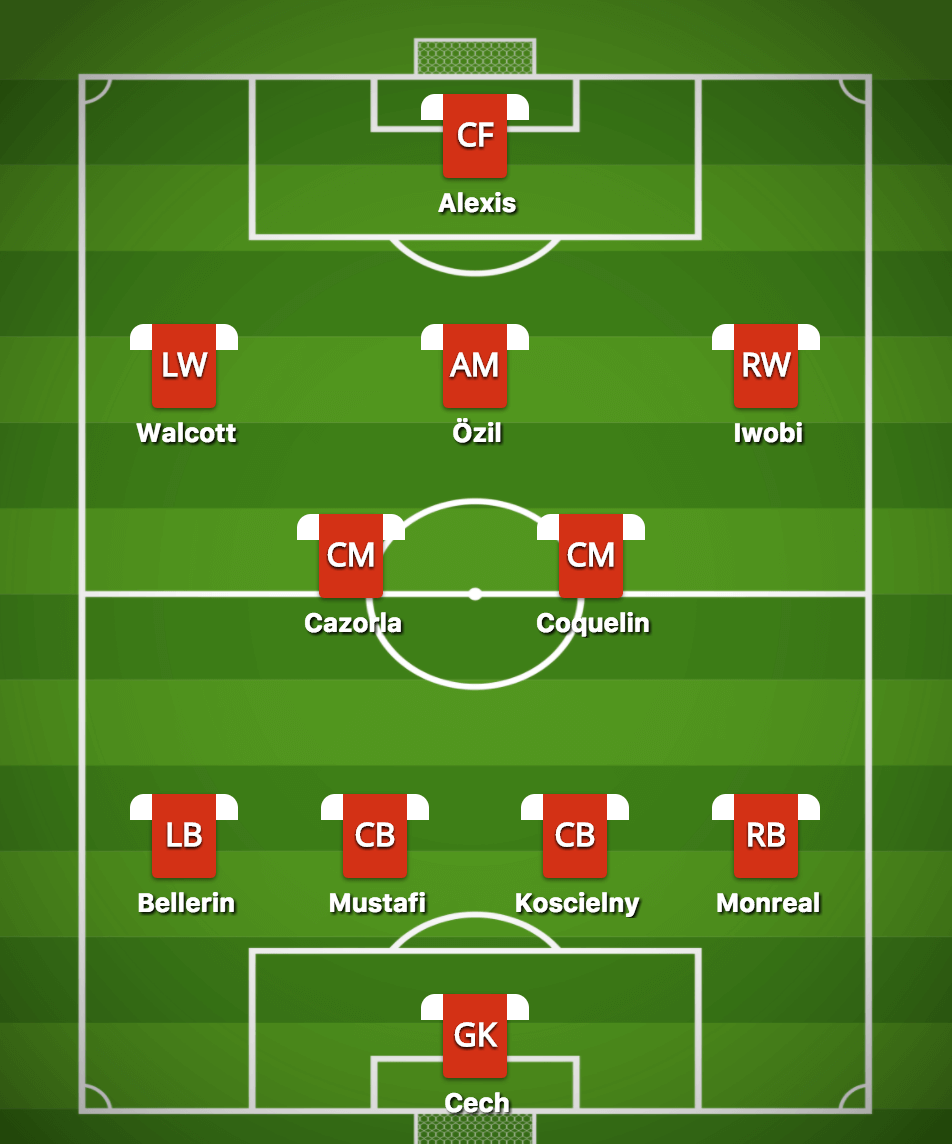 CF
Alexis
LW AM RW
Walcott Özil Iwobi
CM CM
Cazorla Coquelin
LB CB CB RB
Bellerin Mustafi Koscielny Monreal
GK
Cech